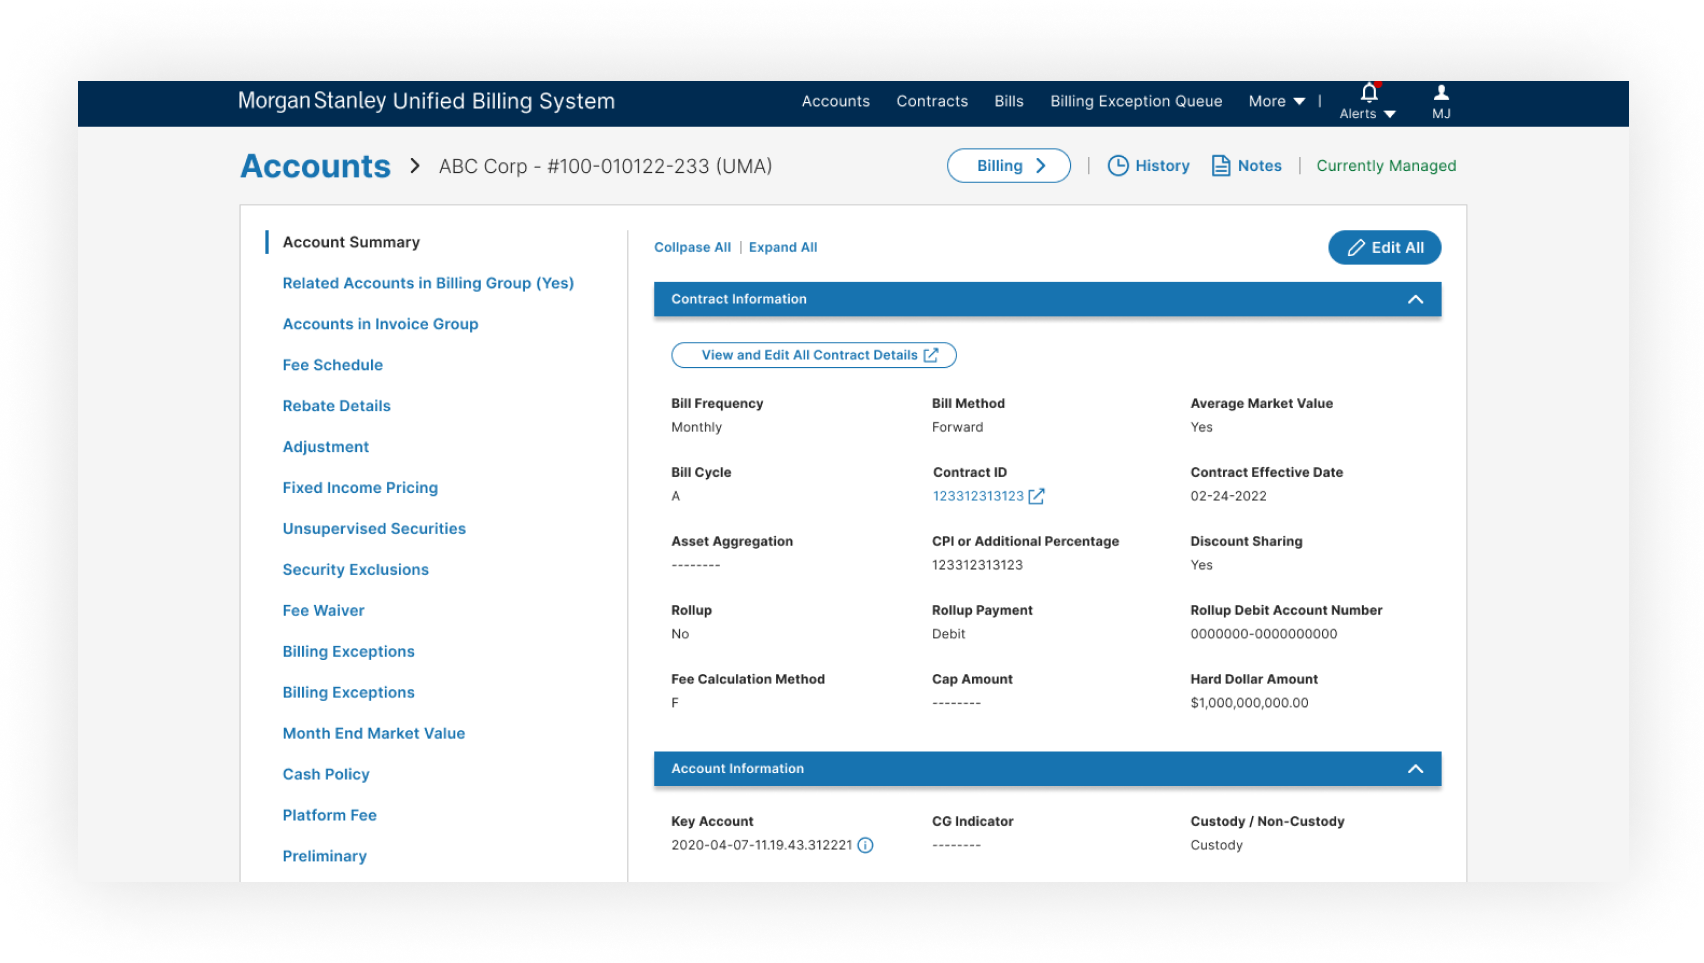 Morgan Stanley Unified Billing System
Accounts Contracts Bills Billing Exception Queue More | Alerts MJ
Accounts > ABC Corp - #100-010122-233 (UMA)
Billing > | History Notes | Currently Managed
Account Summary
Related Accounts in Billing Group (Yes)
Accounts in Invoice Group
Fee Schedule
Rebate Details
Adjustment
Fixed Income Pricing
Unsupervised Securities
Security Exclusions
Fee Waiver
Billing Exceptions
Billing Exceptions
Month End Market Value
Cash Policy
Platform Fee
Preliminary
Collpase All | Expand All
Edit All
Contract Information
View and Edit All Contract Details
Bill Frequency Bill Method Average Market Value
Monthly Forward Yes
Bill Cycle Contract ID Contract Effective Date
A 123312313123 02-24-2022
Asset Aggregation CPI or Additional Percentage Discount Sharing
-------- 123312313123 Yes
Rollup Rollup Payment Rollup Debit Account Number
No Debit 0000000-0000000000
Fee Calculation Method Cap Amount Hard Dollar Amount
F -------- $1,000,000,000.00
Account Information
Key Account CG Indicator Custody / Non-Custody
2020-04-07-11.19.43.312221 -------- Custody